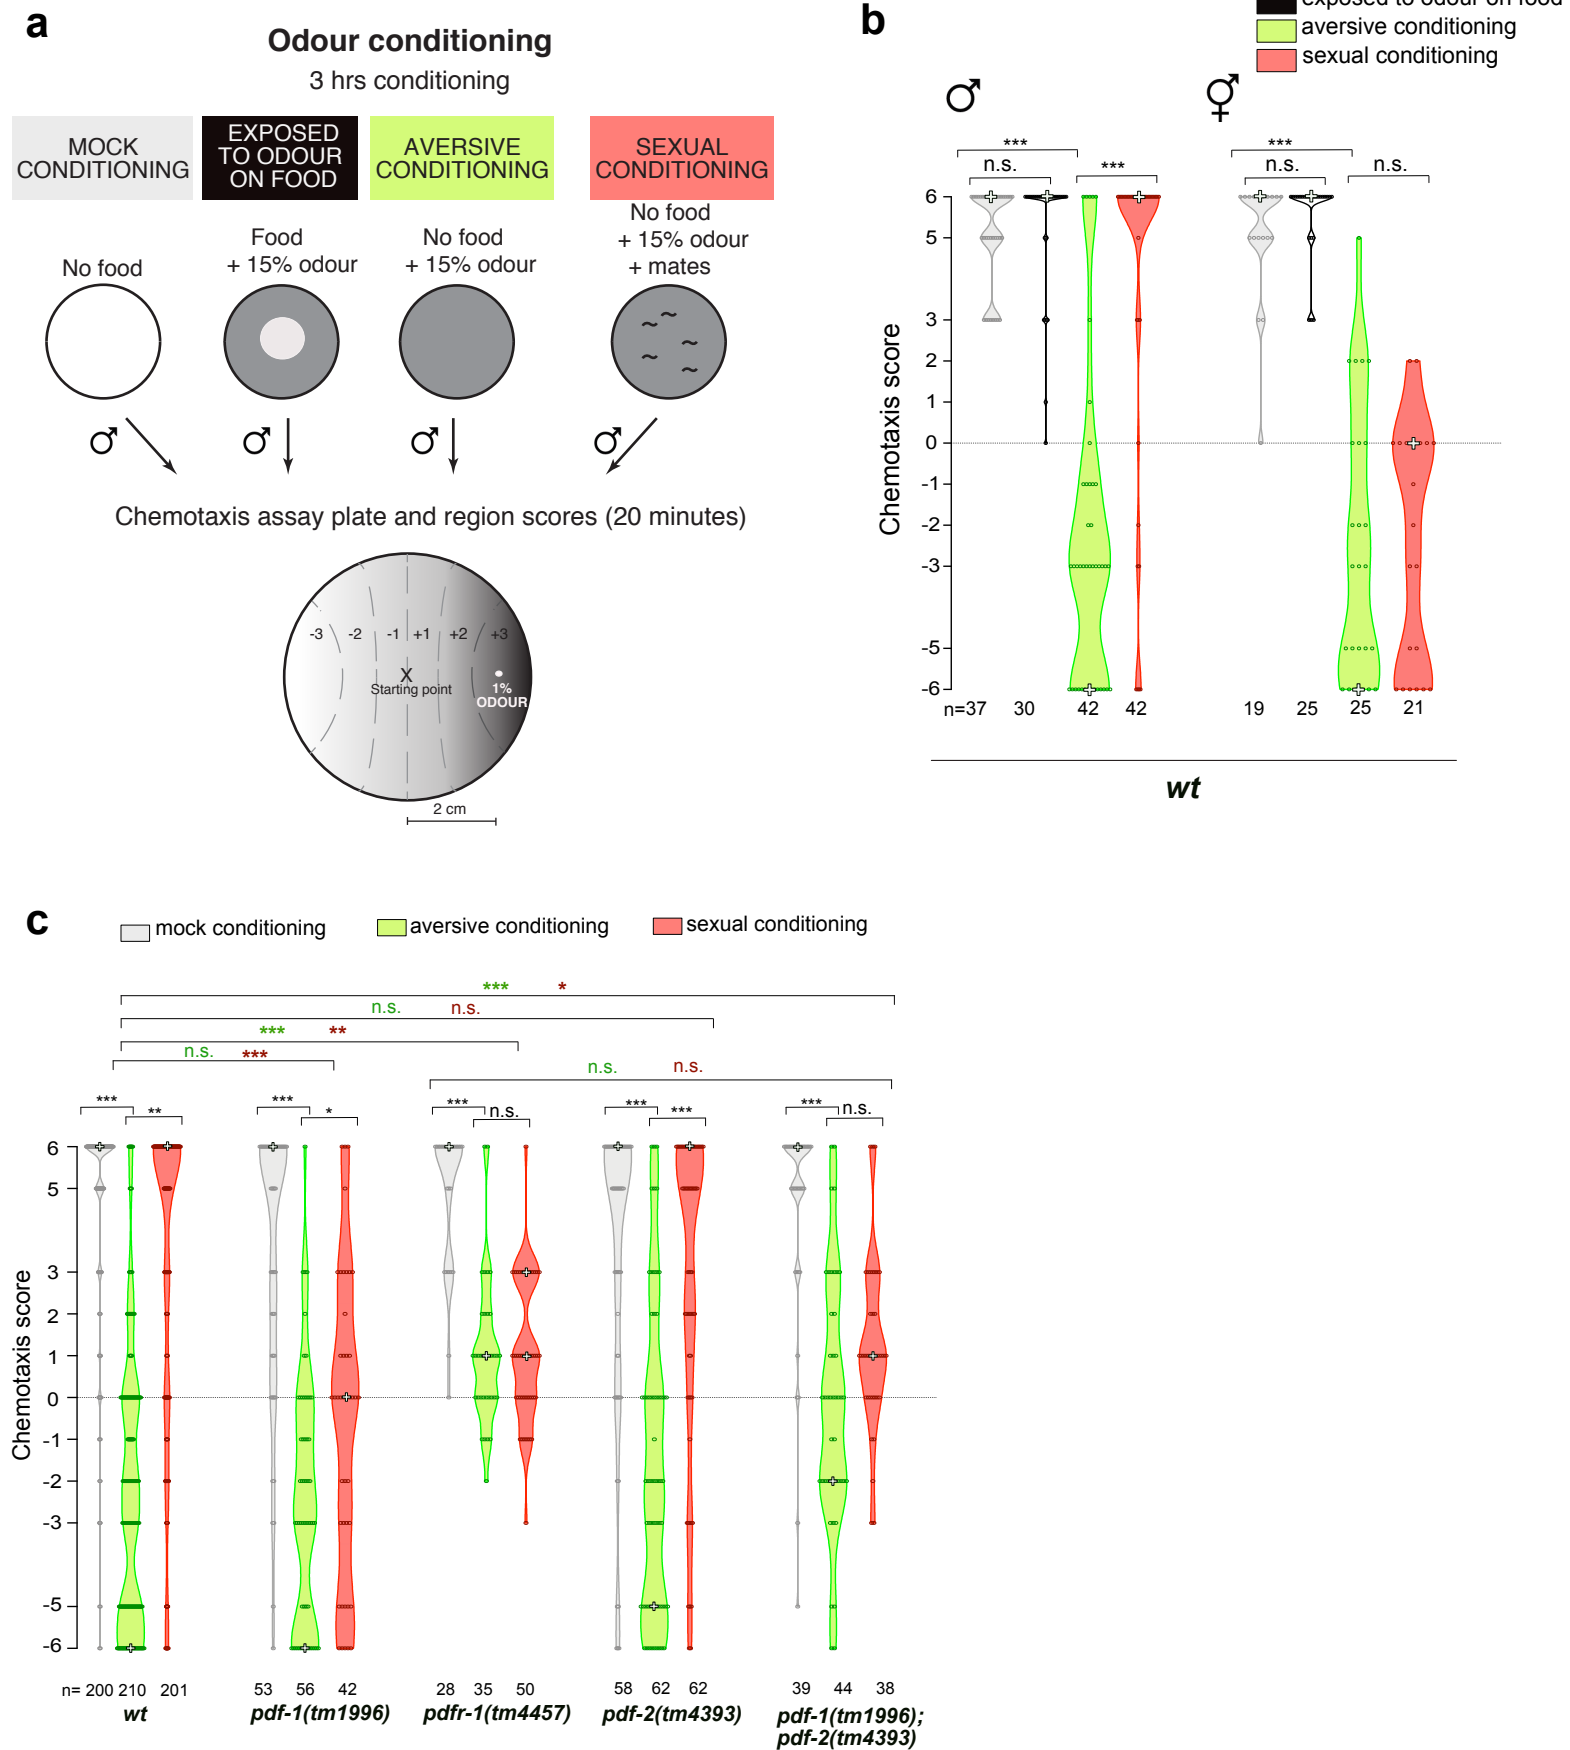 a
Odour conditioning
3 hrs conditioning
MOCK
CONDITIONING
EXPOSED
TO ODOUR
ON FOOD
AVERSIVE
CONDITIONING
SEXUAL
CONDITIONING
No food
Food
+ 15% odour
No food
+ 15% odour
No food
+ 15% odour
+ mates
♂ ♂ ♂ ♂
Chemotaxis assay plate and region scores (20 minutes)
-3 -2 -1 +1 +2 +3
X
Starting point
1%
ODOUR
2 cm
b
exposed to odour on food
aversive conditioning
sexual conditioning
♂
⚥
*** n.s. ***
*** n.s. n.s.
Chemotaxis score
6
5
3
2
1
0
-1
-2
-3
-5
-6
n=37 30 42 42 19 25 25 21
wt
c
mock conditioning aversive conditioning sexual conditioning
*** *
n.s. n.s.
*** **
n.s. ***
n.s. n.s.
*** ** *** * *** n.s. *** *** *** n.s.
Chemotaxis score
6
5
3
2
1
0
-1
-2
-3
-5
-6
n= 200 210 201 53 56 42 28 35 50 58 62 62 39 44 38
wt
pdf-1(tm1996)
pdfr-1(tm4457)
pdf-2(tm4393)
pdf-1(tm1996);
pdf-2(tm4393)